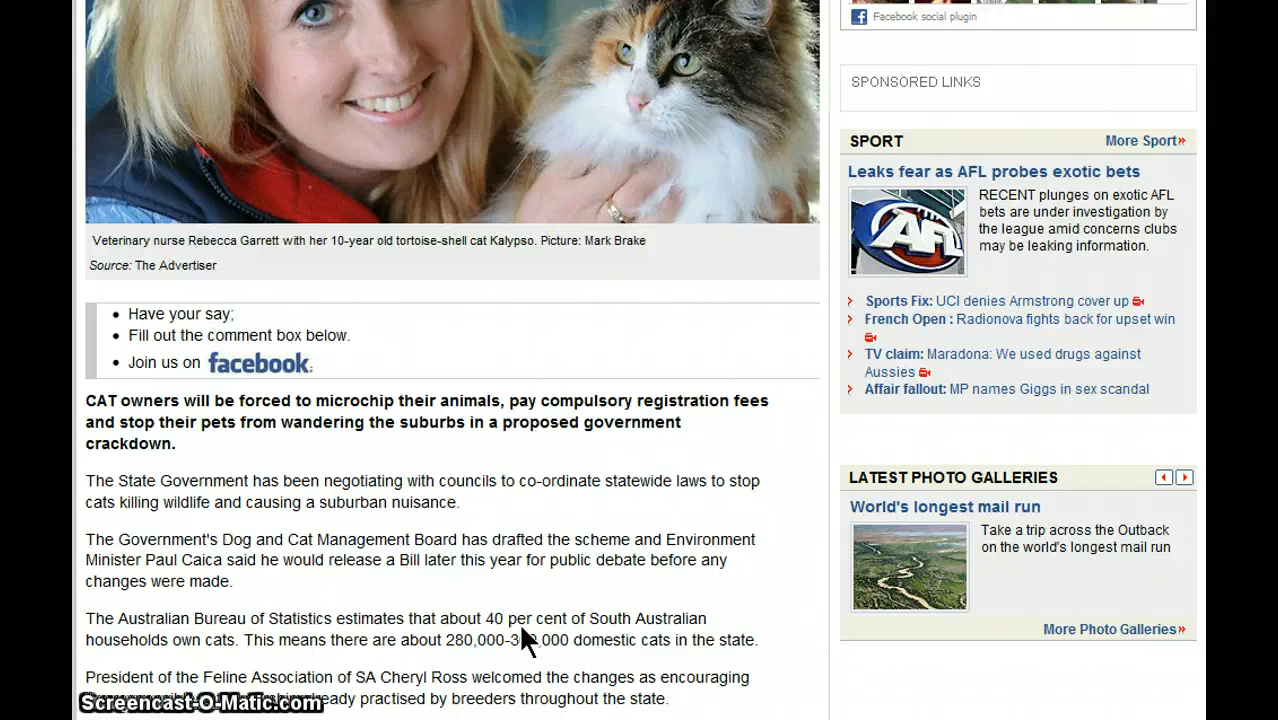 Facebook social plugin
SPONSORED LINKS
SPORT
More Sport»
Leaks fear as AFL probes exotic bets
AFL
RECENT plunges on exotic AFL
bets are under investigation by
the league amid concerns clubs
may be leaking information.
Sports Fix: UCI denies Armstrong cover up
French Open : Radionova fights back for upset win
TV claim: Maradona: We used drugs against
Aussies
Affair fallout: MP names Giggs in sex scandal
LATEST PHOTO GALLERIES
World's longest mail run
Take a trip across the Outback
on the world's longest mail run
More Photo Galleries»
Veterinary nurse Rebecca Garrett with her 10-year old tortoise-shell cat Kalypso. Picture: Mark Brake
Source: The Advertiser
• Have your say;
• Fill out the comment box below.
• Join us on facebook.
CAT owners will be forced to microchip their animals, pay compulsory registration fees
and stop their pets from wandering the suburbs in a proposed government
crackdown.
The State Government has been negotiating with councils to co-ordinate statewide laws to stop
cats killing wildlife and causing a suburban nuisance.
The Government's Dog and Cat Management Board has drafted the scheme and Environment
Minister Paul Caica said he would release a Bill later this year for public debate before any
changes were made.
The Australian Bureau of Statistics estimates that about 40 per cent of South Australian
households own cats. This means there are about domestic cats in the state.
President of the Feline Association of SA Cheryl Ross welcomed the changes as encouraging
practised by breeders throughout the state.
Screencast-O-Matic.com